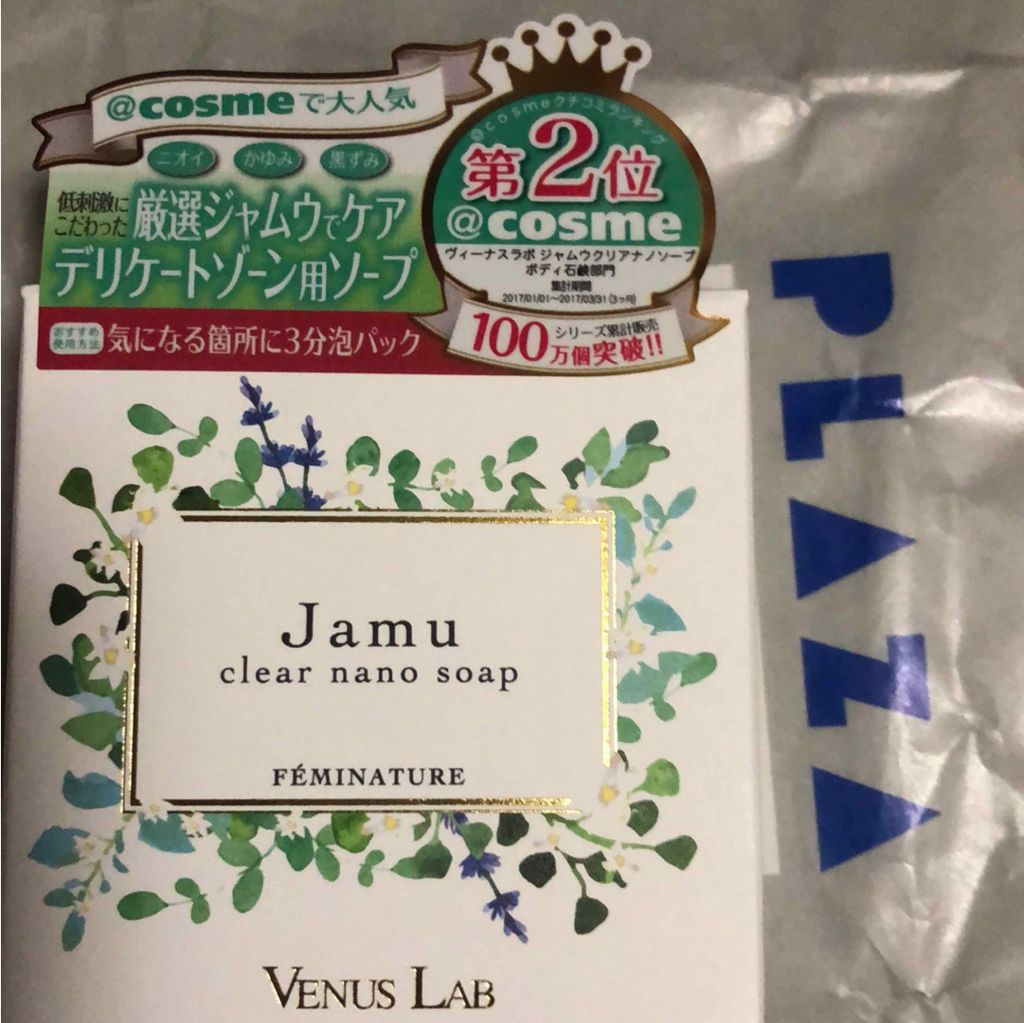 @cosmeで大人気
ニオイ
かゆみ
黒ずみ
低刺激に
こだわった
厳選ジャムウでケア
デリケートゾーン用ソープ
おすすめ
使用方法
気になる箇所に3分泡パック
@cosmeクチコミランキング
第2位
@cosme
ヴィーナスラボ ジャムウクリアナノソープ
ボディ石鹸部門
集計期間
2017/01/01~2017/03/31(3ヶ月)
シリーズ累計販売
100万個突破!!
Jamu
clear nano soap
FÉMINATURE
VENUS LAB
PLAZA